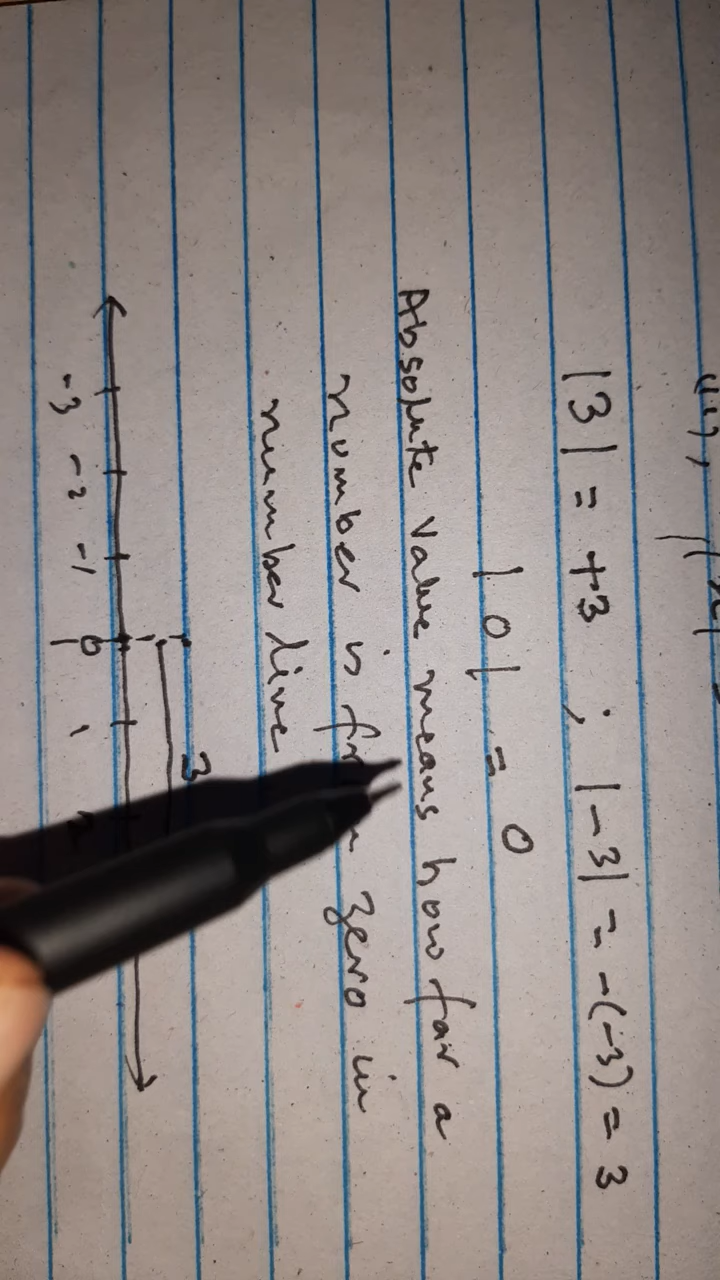 |3| = +3 ; |-3| = -(-3) = 3
|0| = 0
Absolute value means how far a
number is zero in
number line
3
-3 -2 -1 0 1